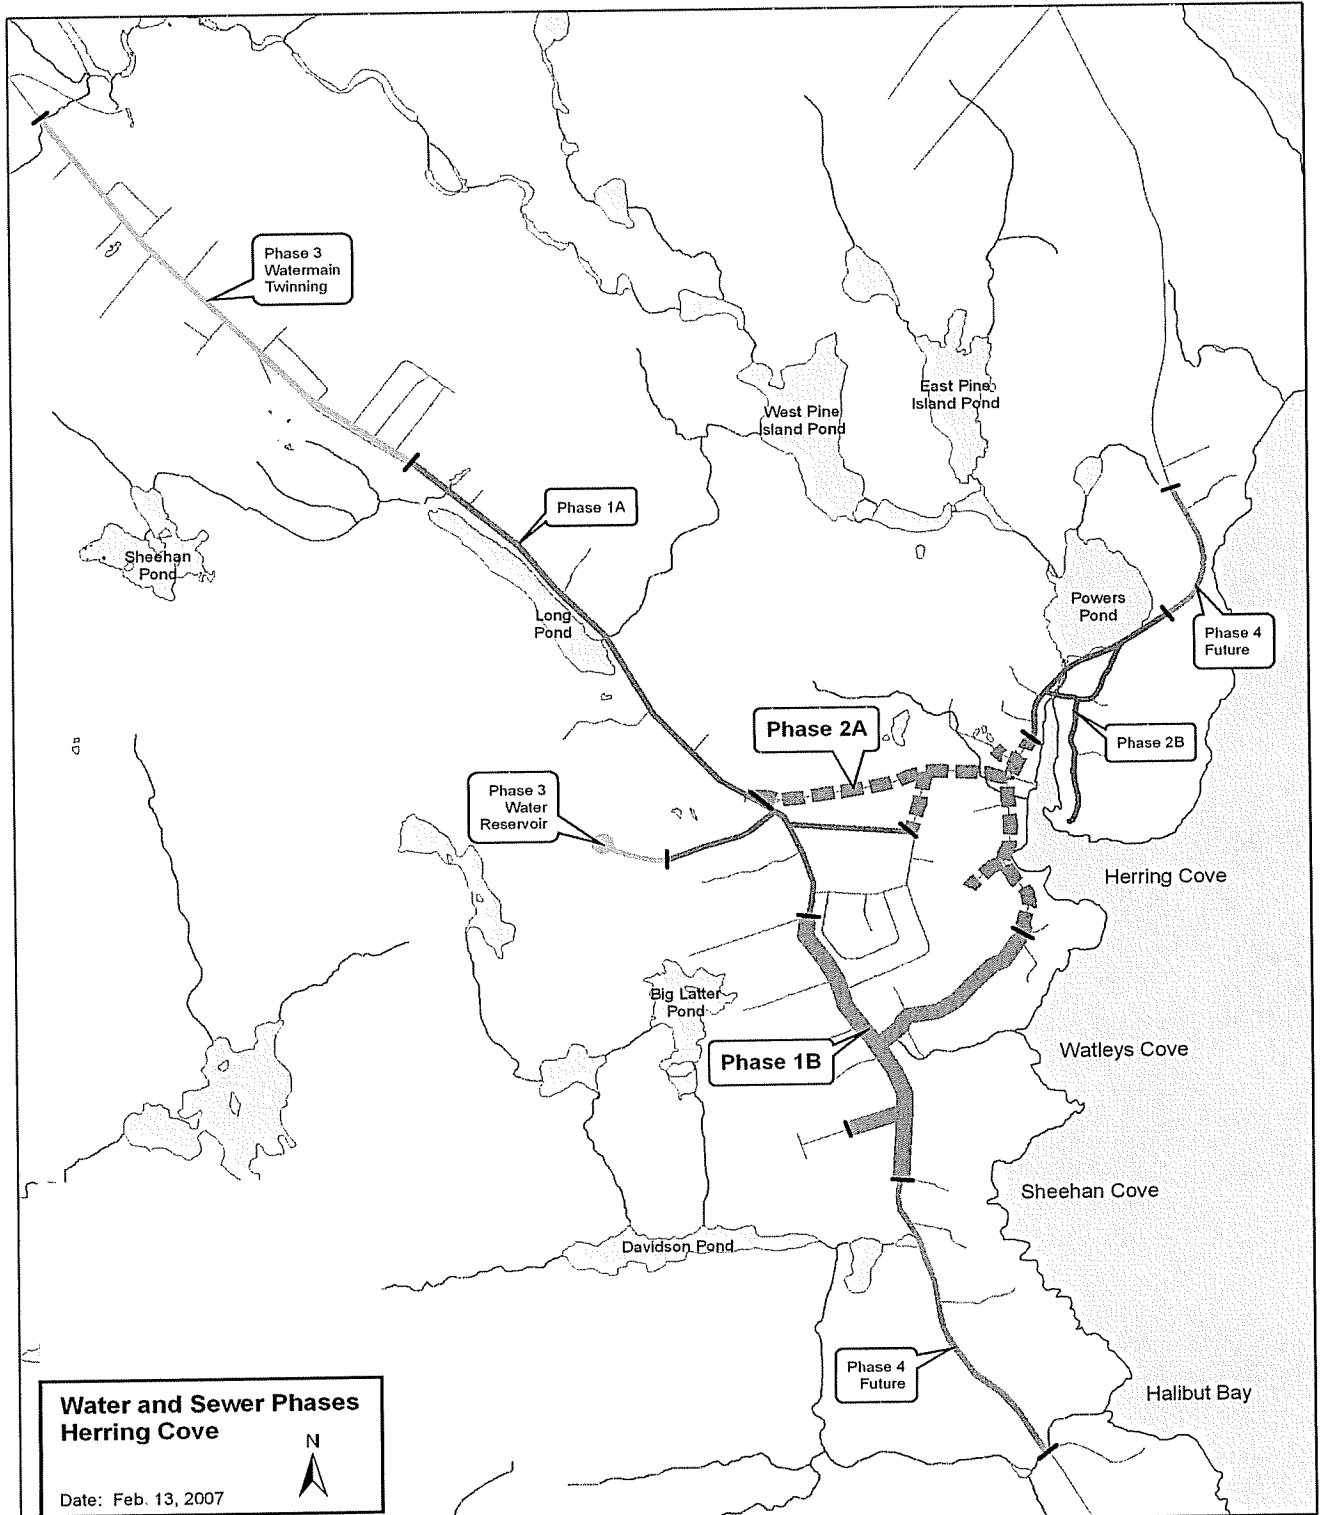 Phase 3
Watermain
Twinning
East Pine
Island Pond
West Pine
Island Pond
Phase 1A
Sheehan
Pond
Long
Pond
Powers
Pond
Phase 4
Future
Phase 2A
Phase 2B
Phase 3
Water
Reservoir
Herring Cove
Big Latter
Pond
Phase 1B
Watleys Cove
Sheehan Cove
Davidson Pond
Phase 4
Future
Halibut Bay
Water and Sewer Phases
Herring Cove
N
Date: Feb. 13, 2007